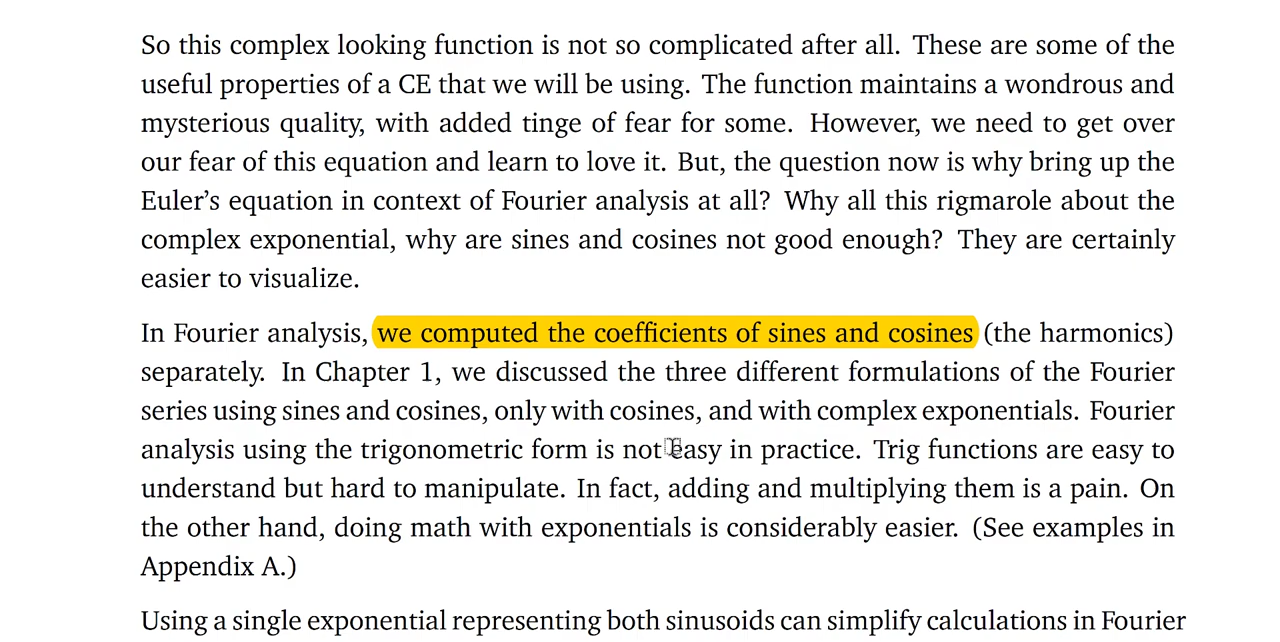 So this complex looking function is not so complicated after all. These are some of the
useful properties of a CE that we will be using. The function maintains a wondrous and
mysterious quality, with added tinge of fear for some. However, we need to get over
our fear of this equation and learn to love it. But, the question now is why bring up the
Euler’s equation in context of Fourier analysis at all? Why all this rigmarole about the
complex exponential, why are sines and cosines not good enough? They are certainly
easier to visualize.
In Fourier analysis, we computed the coefficients of sines and cosines (the harmonics)
separately. In Chapter 1, we discussed the three different formulations of the Fourier
series using sines and cosines, only with cosines, and with complex exponentials. Fourier
analysis using the trigonometric form is not easy in practice. Trig functions are easy to
understand but hard to manipulate. In fact, adding and multiplying them is a pain. On
the other hand, doing math with exponentials is considerably easier. (See examples in
Appendix A.)
Using a single exponential representing both sinusoids can simplify calculations in Fourier